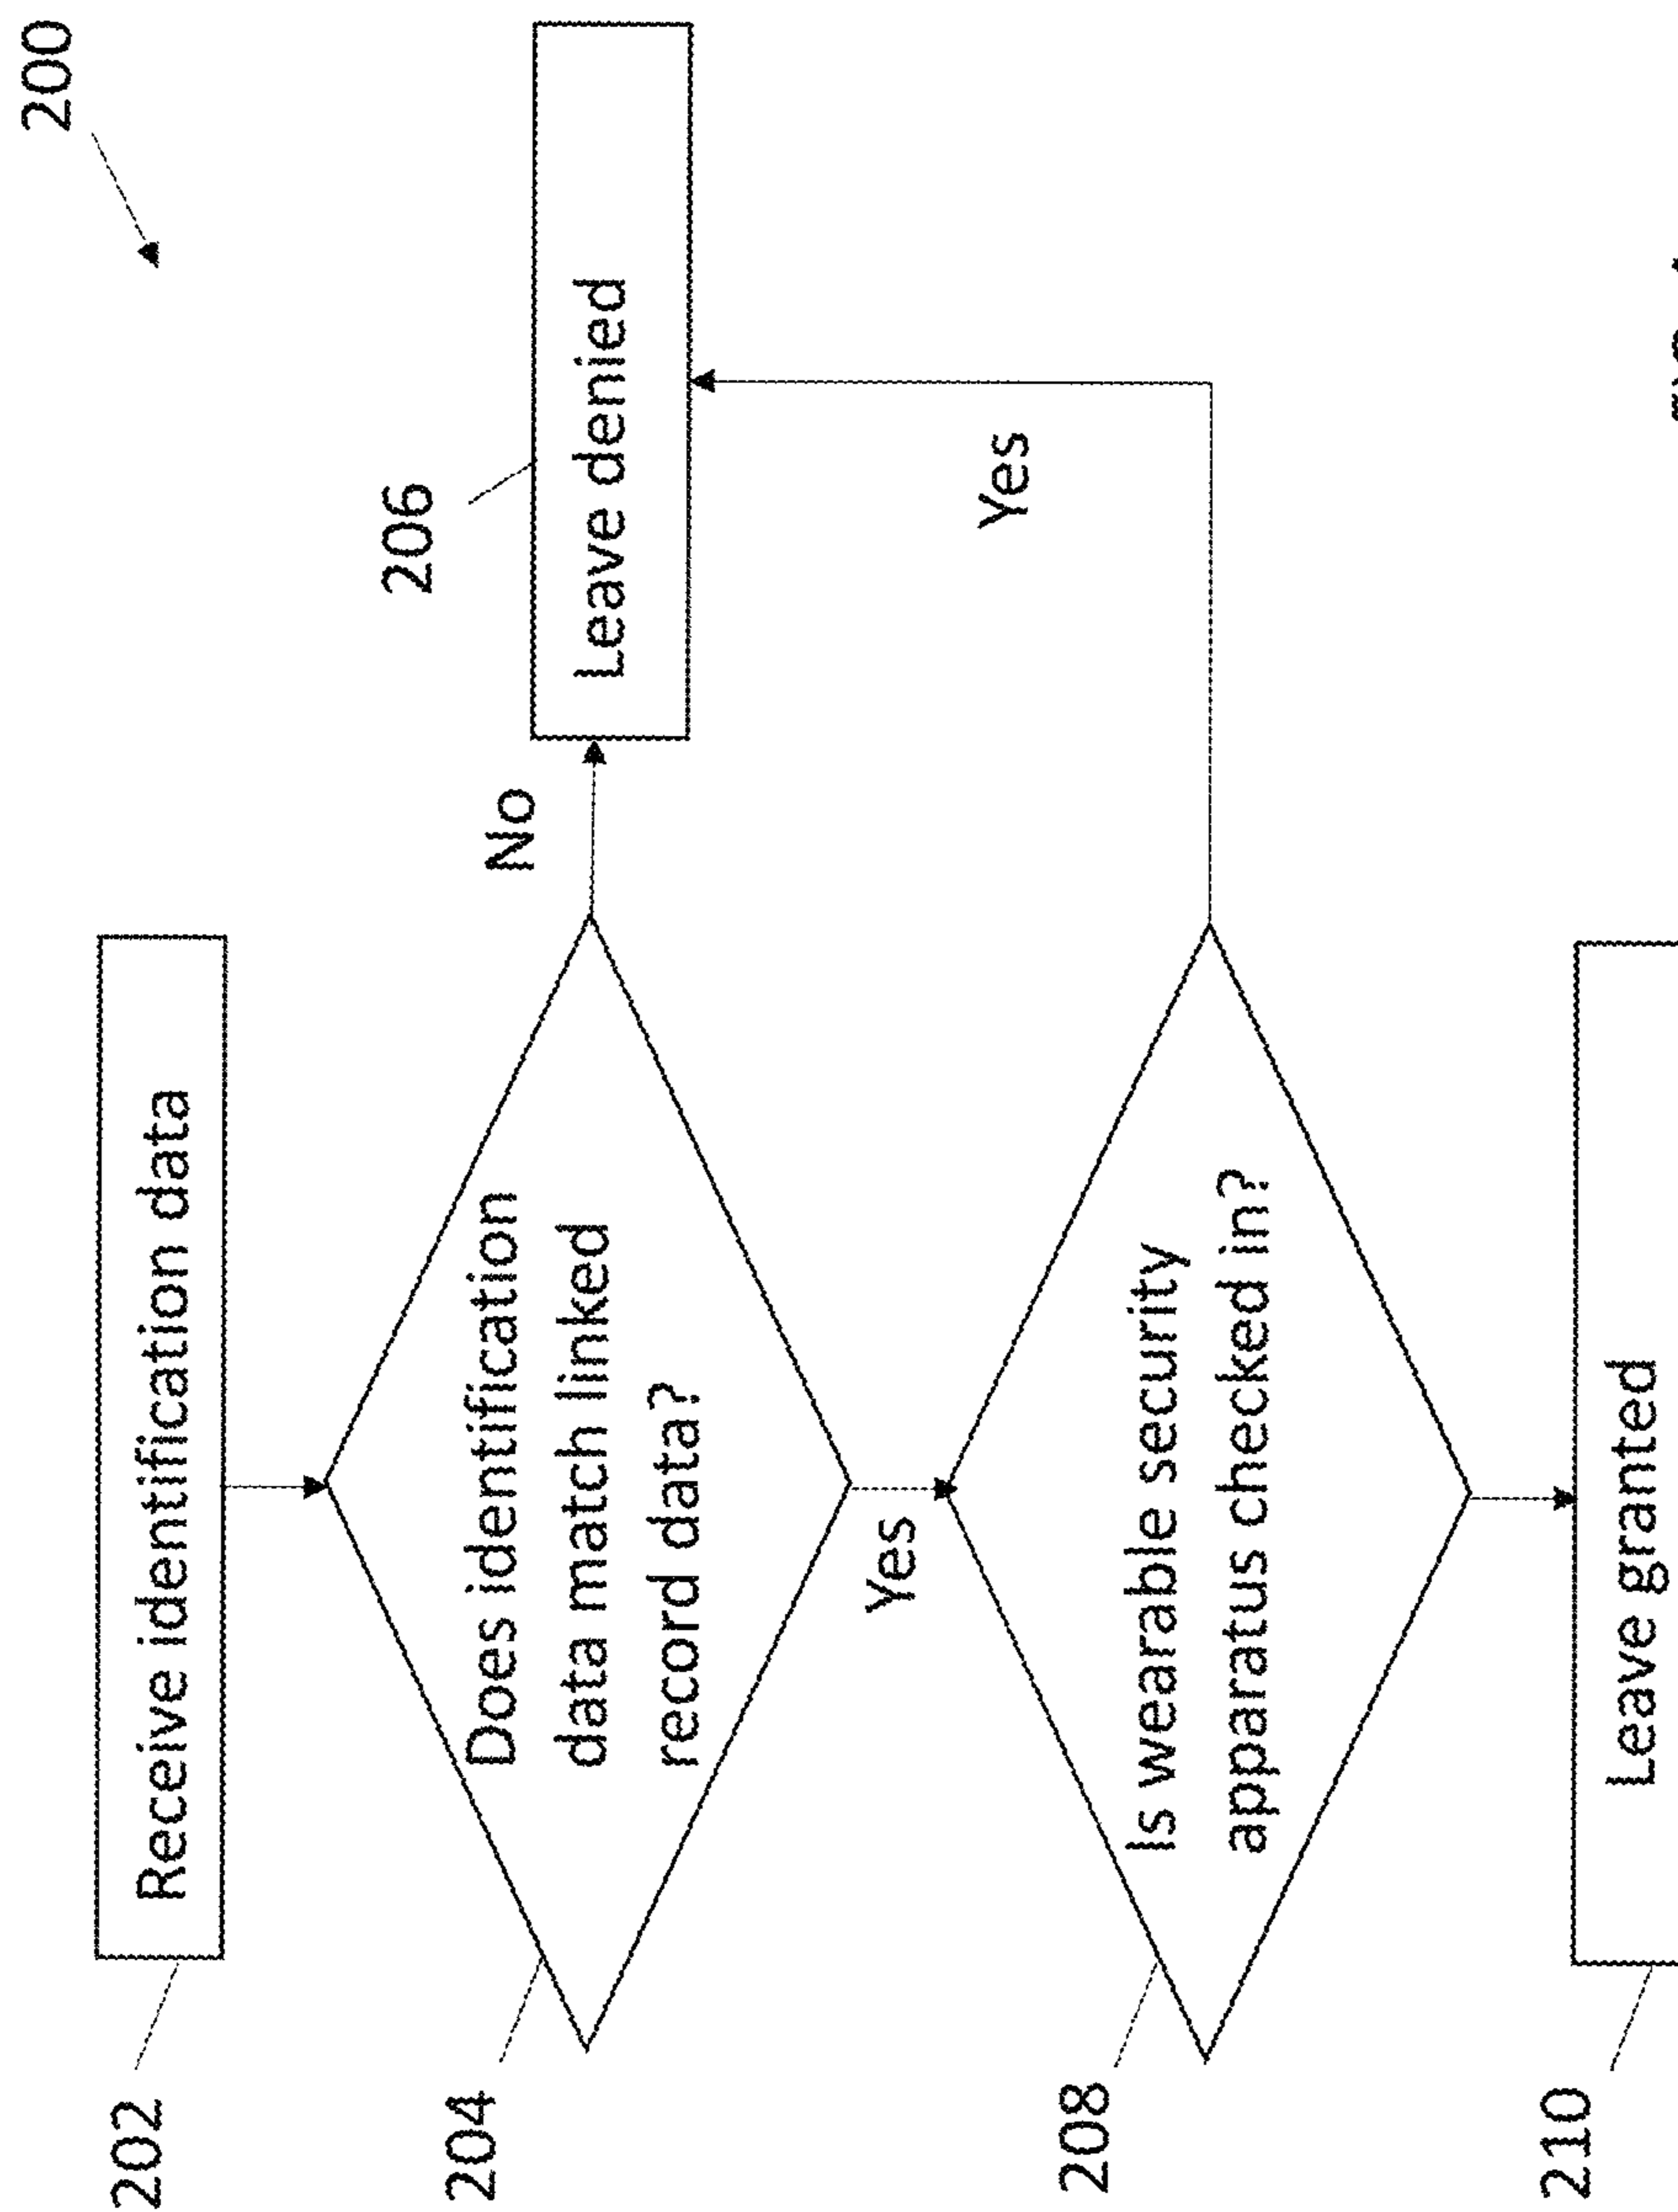 200
202
Receive identification data
204
Does identification
data match linked
record data?
No
206
Leave denied
Yes
208
Is wearable security
apparatus checked in?
Yes
210
Leave granted